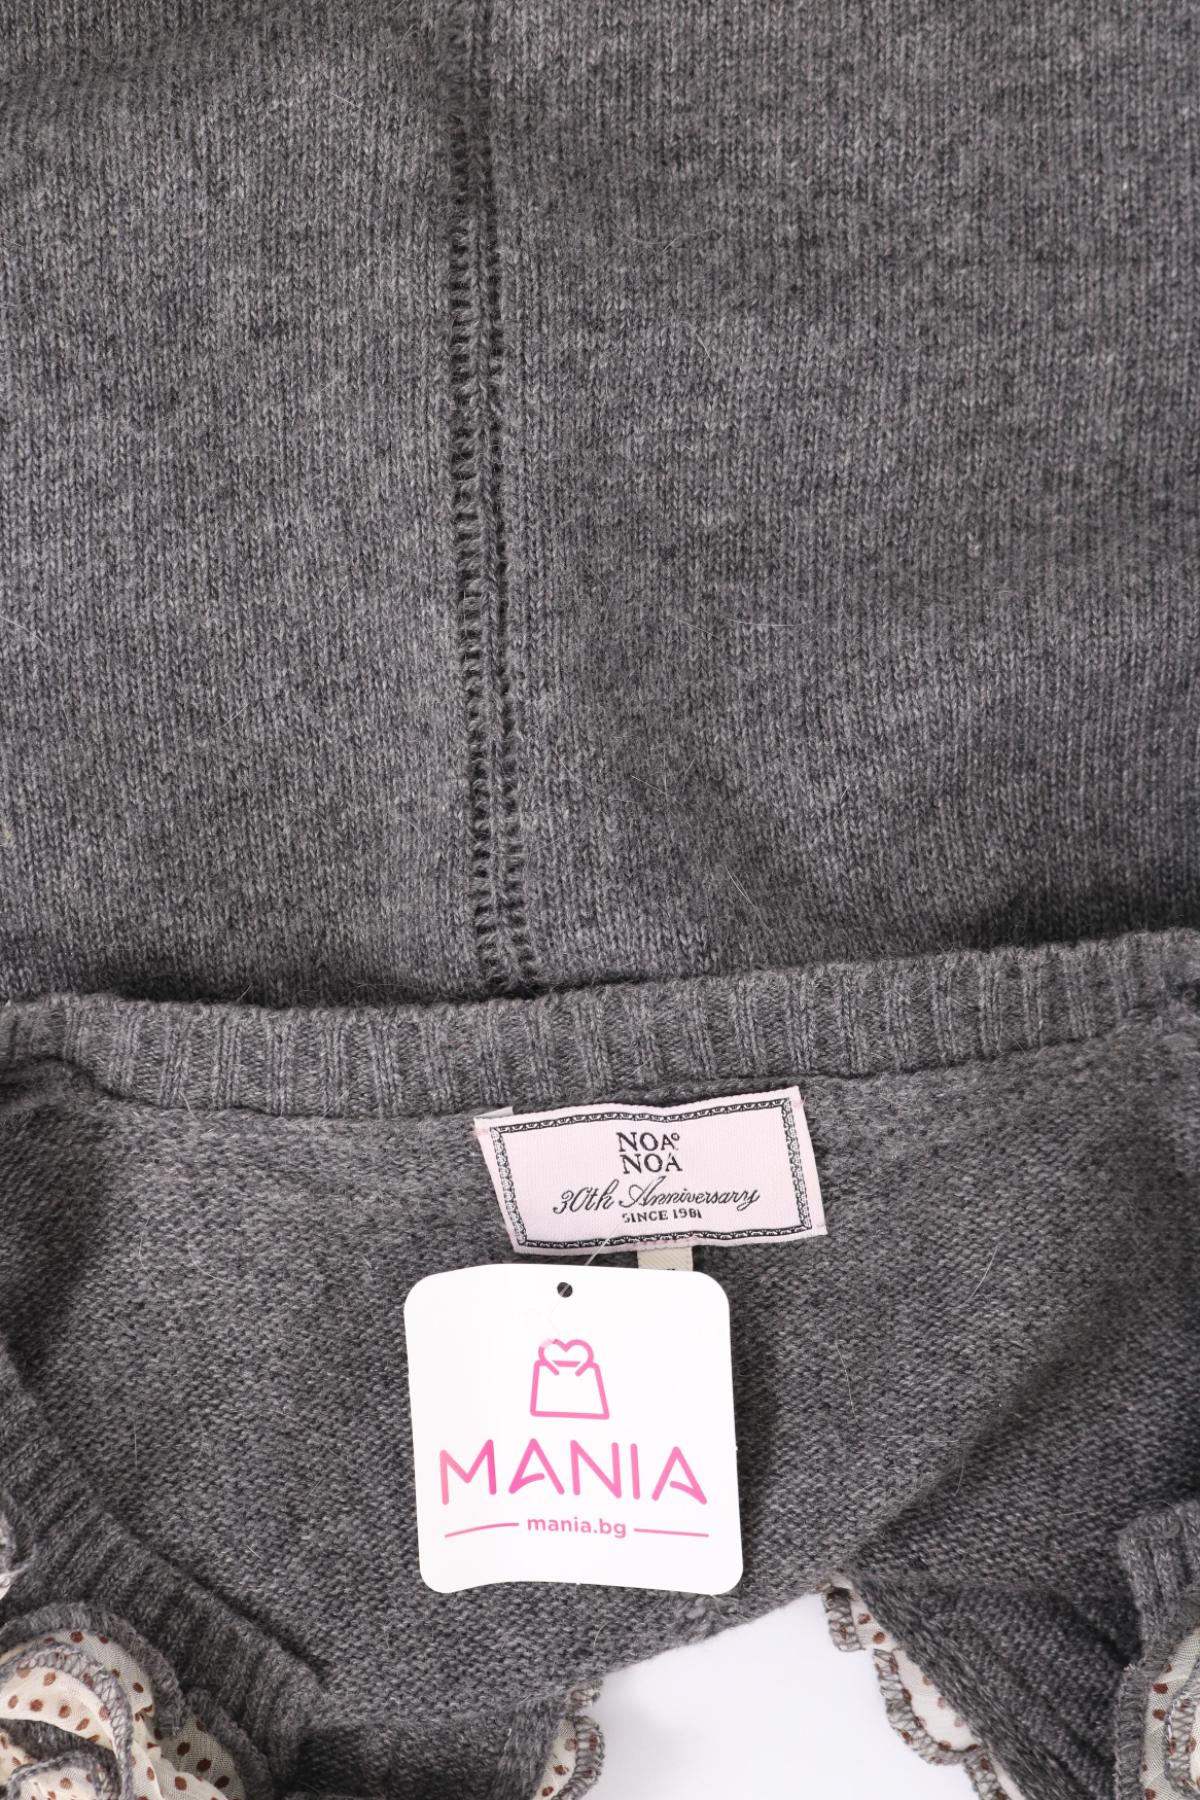 NOA
NOA
30th Anniversary
SINCE 1981
MANIA
mania.bg